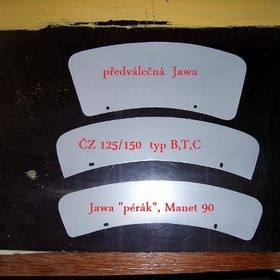 předválečná Jawa
ČZ 125/150 typ B,T,C
Jawa "pérák", Manet 90